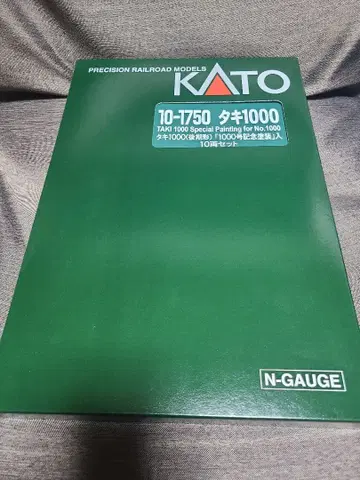 PRECISION RAILROAD MODELS
KATO
10-1750 タキ1000
TAKI 1000 Special Painting for No.1000
タキ1000(後期形)「1000号記念塗装」入
10両セット
N-GAUGE